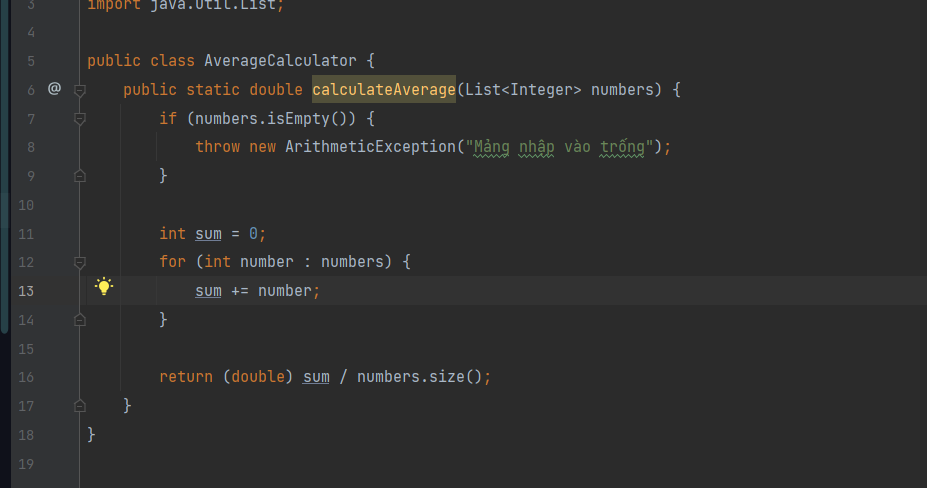 3 import java.util.List;
4
5 public class AverageCalculator {
6 @ public static double calculateAverage(List<Integer> numbers) {
7 if (numbers.isEmpty()) {
8 throw new ArithmeticException("Mảng nhập vào trống");
9 }
10
11 int sum = 0;
12 for (int number : numbers) {
13 sum += number;
14 }
15
16 return (double) sum / numbers.size();
17 }
18 }
19